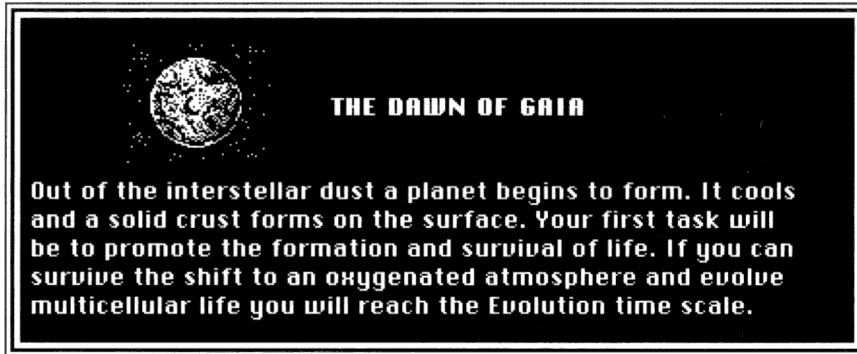 THE DAWN OF GAIA
Out of the interstellar dust a planet begins to form. It cools
and a solid crust forms on the surface. Your first task will
be to promote the formation and survival of life. If you can
survive the shift to an oxygenated atmosphere and evolve
multicellular life you will reach the Evolution time scale.